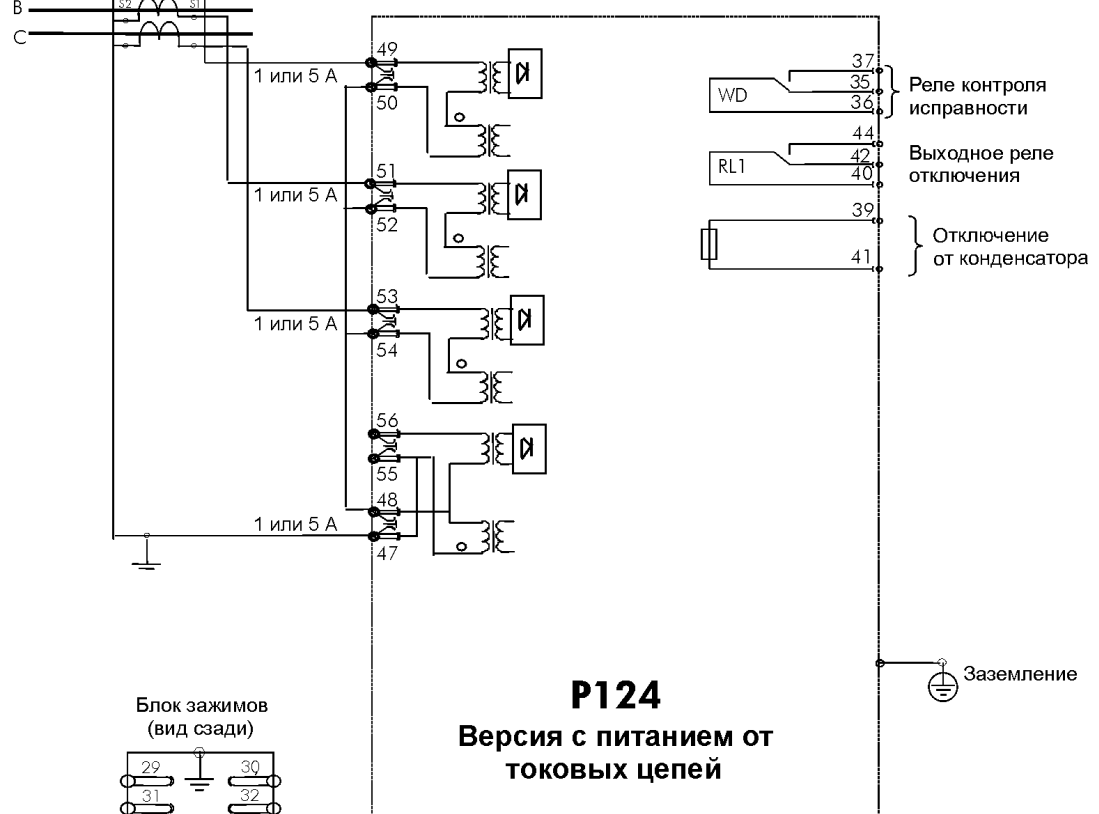 B
S2
S1
C
49
1 или 5 А
50
51
1 или 5 А
52
53
1 или 5 А
54
56
55
48
1 или 5 А
47
37
35
36
WD
Реле контроля
исправности
44
42
40
RL1
Выходное реле
отключения
39
41
Отключение
от конденсатора
Заземление
P124
Версия с питанием от
токовых цепей
Блок зажимов
(вид сзади)
29
30
31
32